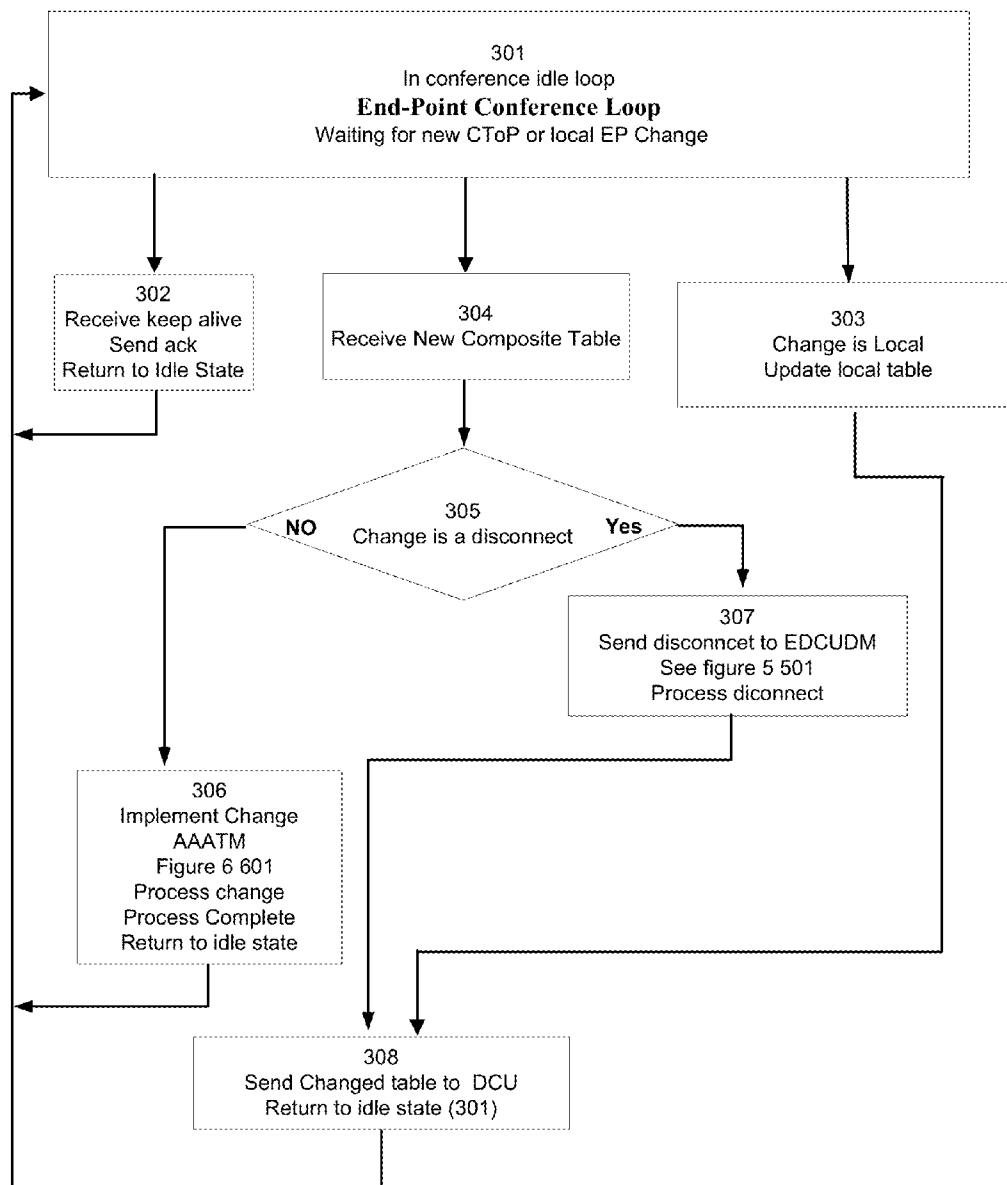 301
In conference idle loop
End-Point Conference Loop
Waiting for new CToP or local EP Change
302
Receive keep alive
Send ack
Return to Idle State
304
Receive New Composite Table
303
Change is Local
Update local table
305
Change is a disconnect
NO
Yes
307
Send disconncet to EDCUDM
See figure 5 501
Process diconnect
306
Implement Change
AAATM
Figure 6 601
Process change
Process Complete
Return to idle state
308
Send Changed table to DCU
Return to idle state (301)